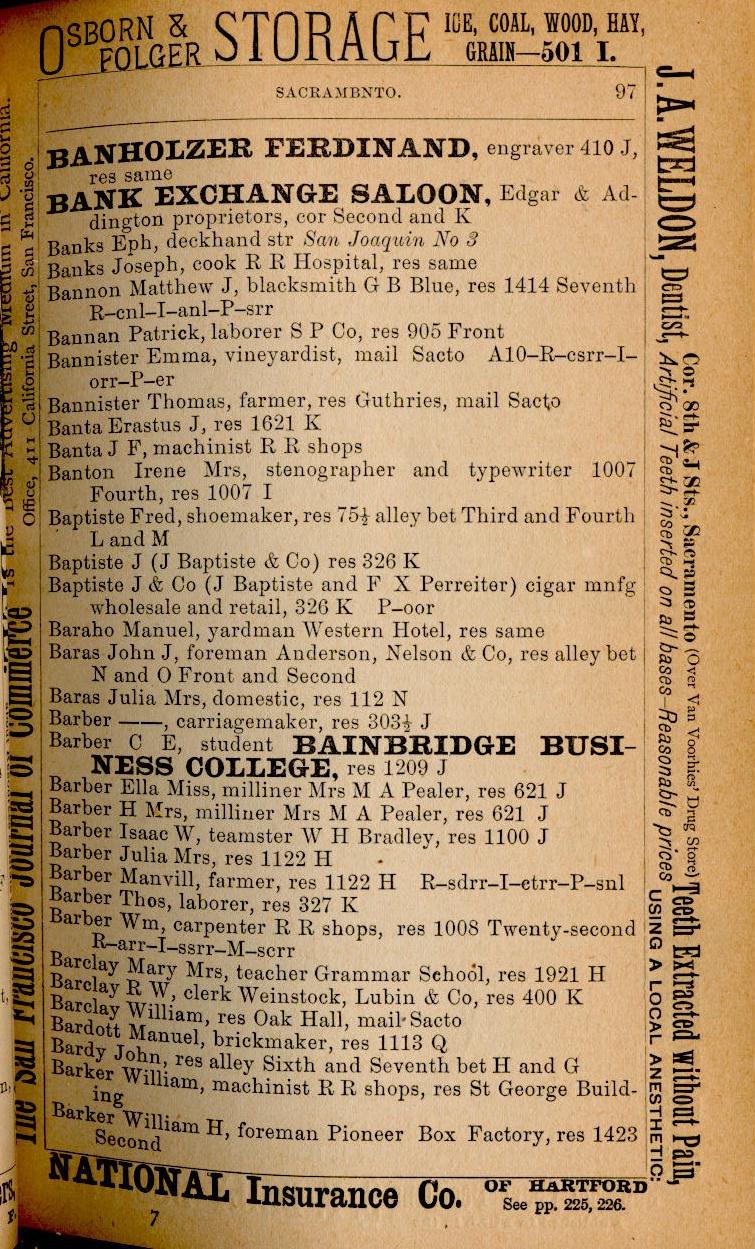 OSBORN & FOLGER STORAGE ICE, COAL, WOOD, HAY, GRAIN—501 I.
SACRAMBNTO. 97
BANHOLZER FERDINAND, engraver 410 J,
res same
BANK EXCHANGE SALOON, Edgar & Ad-
dington proprietors, cor Second and K
Banks Eph, deckhand str San Joaquin No 3
Banks Joseph, cook R R Hospital, res same
Bannon Matthew J, blacksmith G B Blue, res 1414 Seventh
R–cnl–I–anl–P–srr
Bannan Patrick, laborer S P Co, res 905 Front
Bannister Emma, vineyardist, mail Sacto A10–R–csrr–I–
orr–P–er
Bannister Thomas, farmer, res Guthries, mail Sacto
Banta Erastus J, res 1621 K
Banta J F, machinist R R shops
Banton Irene Mrs, stenographer and typewriter 1007
Fourth, res 1007 I
Baptiste Fred, shoemaker, res 75½ alley bet Third and Fourth
L and M
Baptiste J (J Baptiste & Co) res 326 K
Baptiste J & Co (J Baptiste and F X Perreiter) cigar mnfg
wholesale and retail, 326 K P–oor
Baraho Manuel, yardman Western Hotel, res same
Baras John J, foreman Anderson, Nelson & Co, res alley bet
N and O Front and Second
Baras Julia Mrs, domestic, res 112 N
Barber ——, carriagemaker, res 303½ J
Barber C E, student BAINBRIDGE BUSI-
NESS COLLEGE, res 1209 J
Barber Ella Miss, milliner Mrs M A Pealer, res 621 J
Barber H Mrs, milliner Mrs M A Pealer, res 621 J
Barber Isaac W, teamster W H Bradley, res 1100 J
Barber Julia Mrs, res 1122 H
Barber Manvill, farmer, res 1122 H R–sdrr–I–ctrr–P–snl
Barber Thos, laborer, res 327 K
Barber Wm, carpenter R R shops, res 1008 Twenty-second
R–arr–I–ssrr–M–scrr
Barclay Mary Mrs, teacher Grammar School, res 1921 H
Barclay R W, clerk Weinstock, Lubin & Co, res 400 K
Barclay William, res Oak Hall, mail Sacto
Bardott Manuel, brickmaker, res 1113 Q
Bardy John, res alley Sixth and Seventh bet H and G
Barker William, machinist R R shops, res St George Build-
ing
Barker William H, foreman Pioneer Box Factory, res 1423
Second
NATIONAL Insurance Co. OF HARTFORD
See pp. 225, 226.
7
J. A. WELDON, Dentist, Cor. 8th & J Sts., Sacramento (Over Van Voorhies' Drug Store)
Artificial Teeth inserted on all bases—Reasonable prices
Teeth Extracted without Pain,
USING A LOCAL ANESTHETIC:
The San Francisco Journal of Commerce is the Best Advertising Medium in California.
Office, 411 California Street, San Francisco.